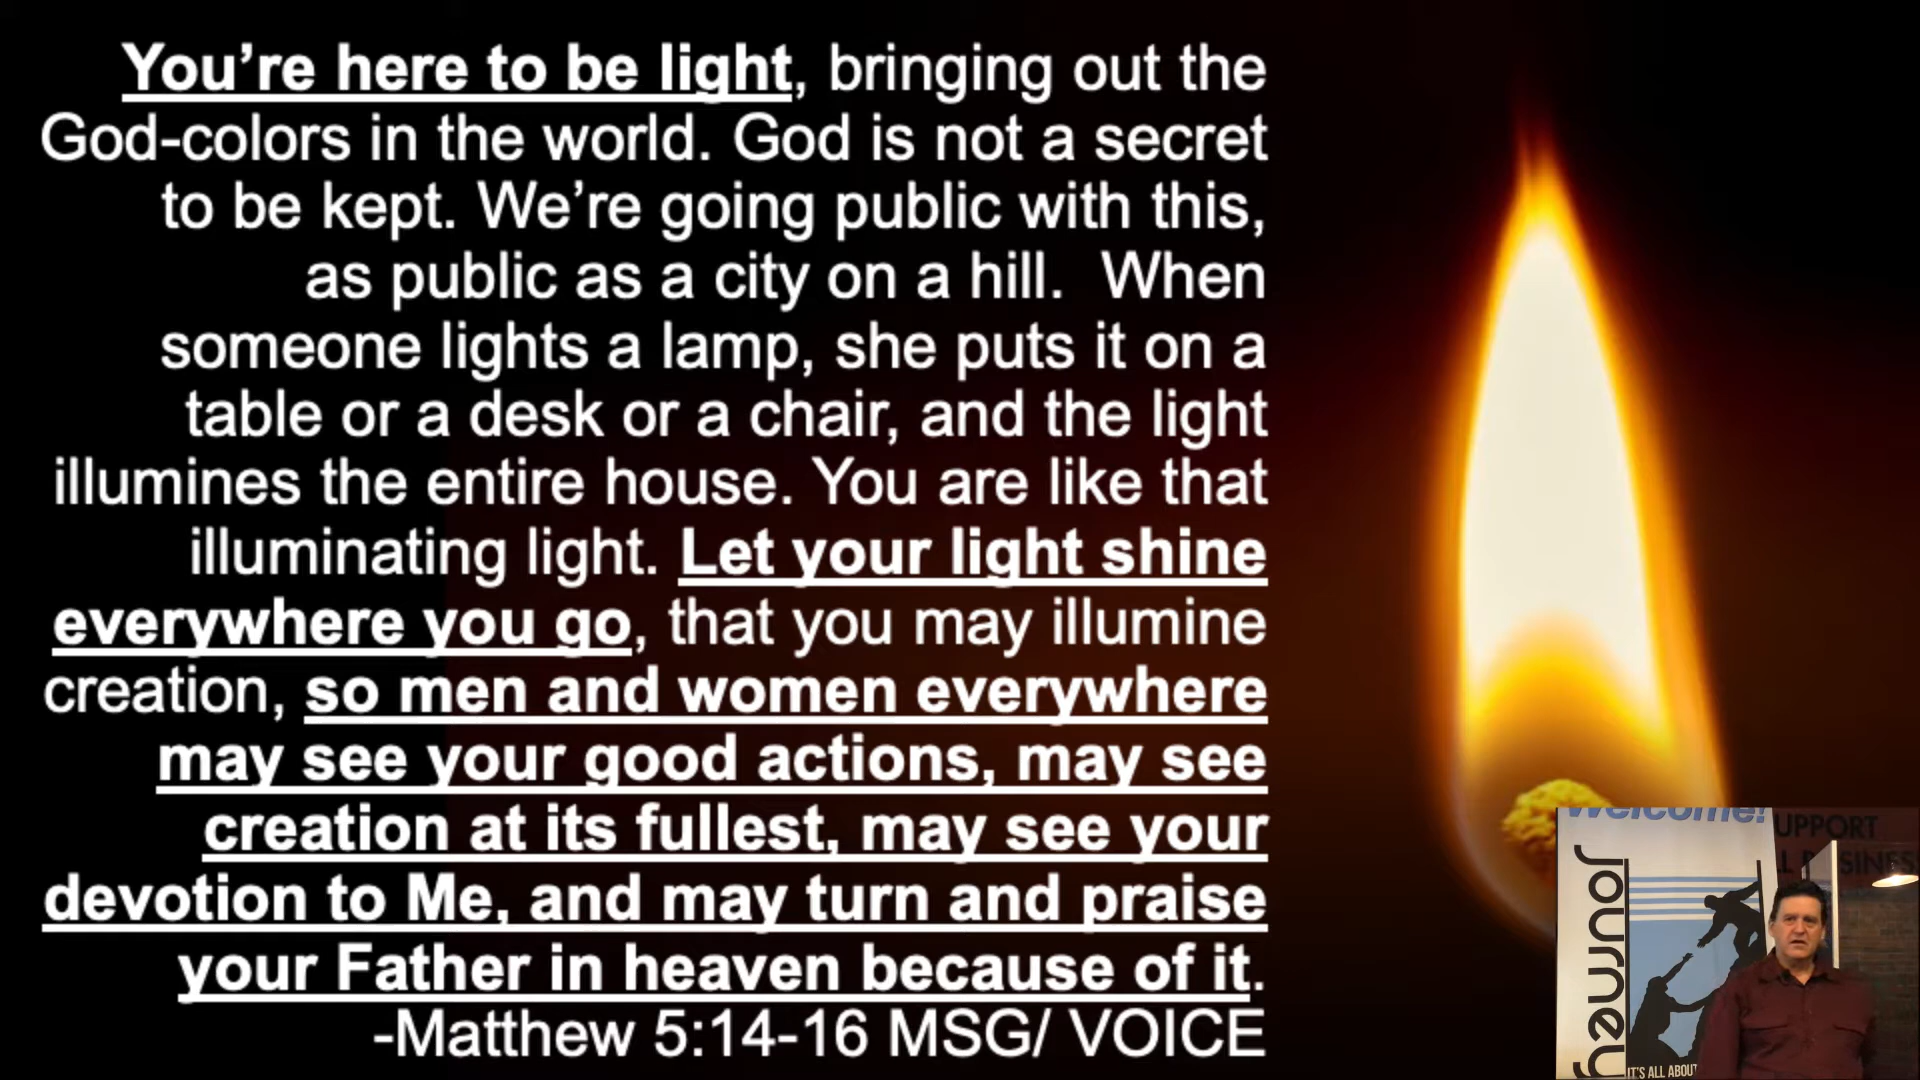 You’re here to be light, bringing out the
God-colors in the world. God is not a secret
to be kept. We’re going public with this,
as public as a city on a hill.  When
someone lights a lamp, she puts it on a
table or a desk or a chair, and the light
illumines the entire house. You are like that
illuminating light. Let your light shine
everywhere you go, that you may illumine
creation, so men and women everywhere
may see your good actions, may see
creation at its fullest, may see your
devotion to Me, and may turn and praise
your Father in heaven because of it.
-Matthew 5:14-16 MSG/ VOICE
Welcome!
Journey
IT'S ALL ABOUT